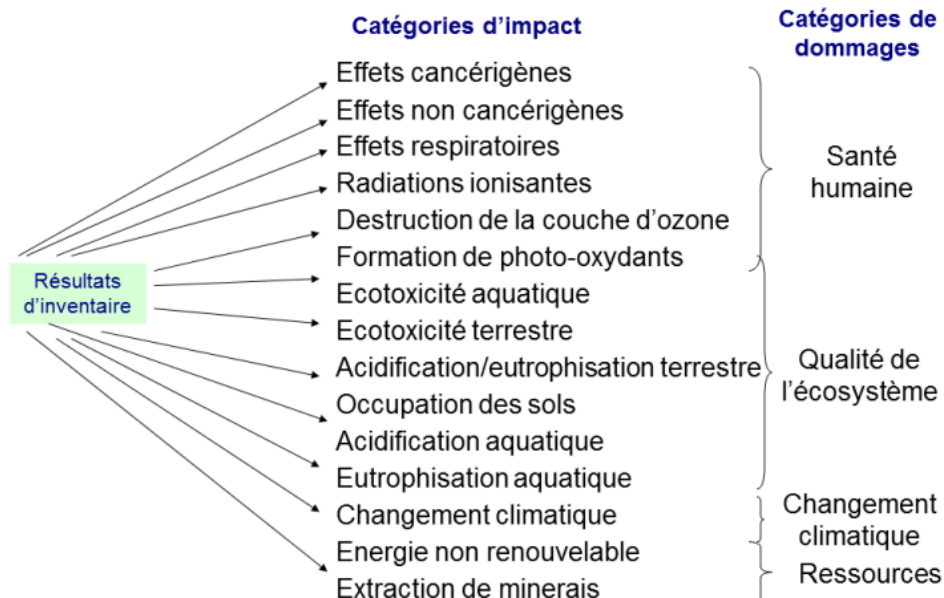 Catégories d'impact
Catégories de
dommages
Effets cancérigènes
Effets non cancérigènes
Effets respiratoires
Radiations ionisantes
Destruction de la couche d'ozone
Formation de photo-oxydants
Ecotoxicité aquatique
Ecotoxicité terrestre
Acidification/eutrophisation terrestre
Occupation des sols
Acidification aquatique
Eutrophisation aquatique
Changement climatique
Energie non renouvelable
Extraction de minerais
Résultats
d'inventaire
Santé
humaine
Qualité de
l'écosystème
Changement
climatique
Ressources